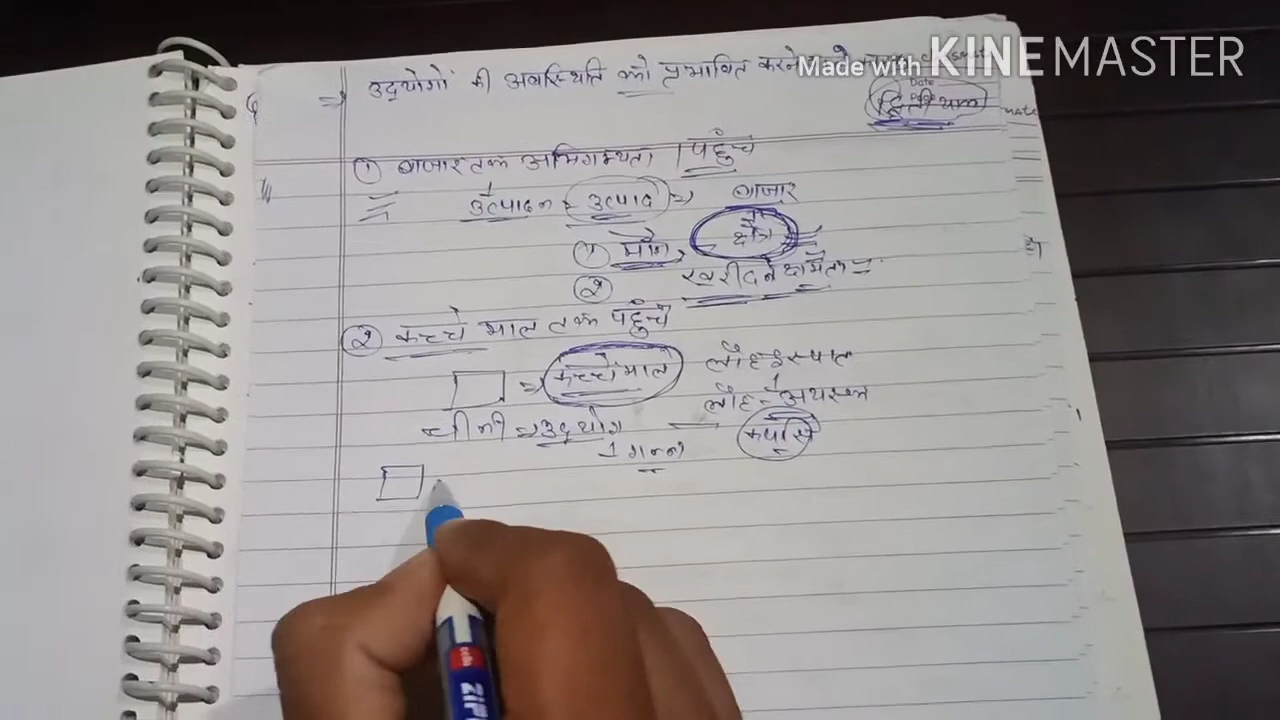 ⇒ उद्योगों की अवस्थिति को प्रभावित करने
Made with KINEMASTER
Date
① बाजार तक अभिगम्यता । पहुँच
उत्पादन ⇒ उत्पाद ⇒ बाजार
① माँग, क्षेत्र
② खरीदने क्षमता =
② कच्चे माल तक पहुँच
⇒ कच्चे माल लौह इस्पात
लौह - अयस्क
चीनी ⇒ उद्योग — कपास
गन्ना